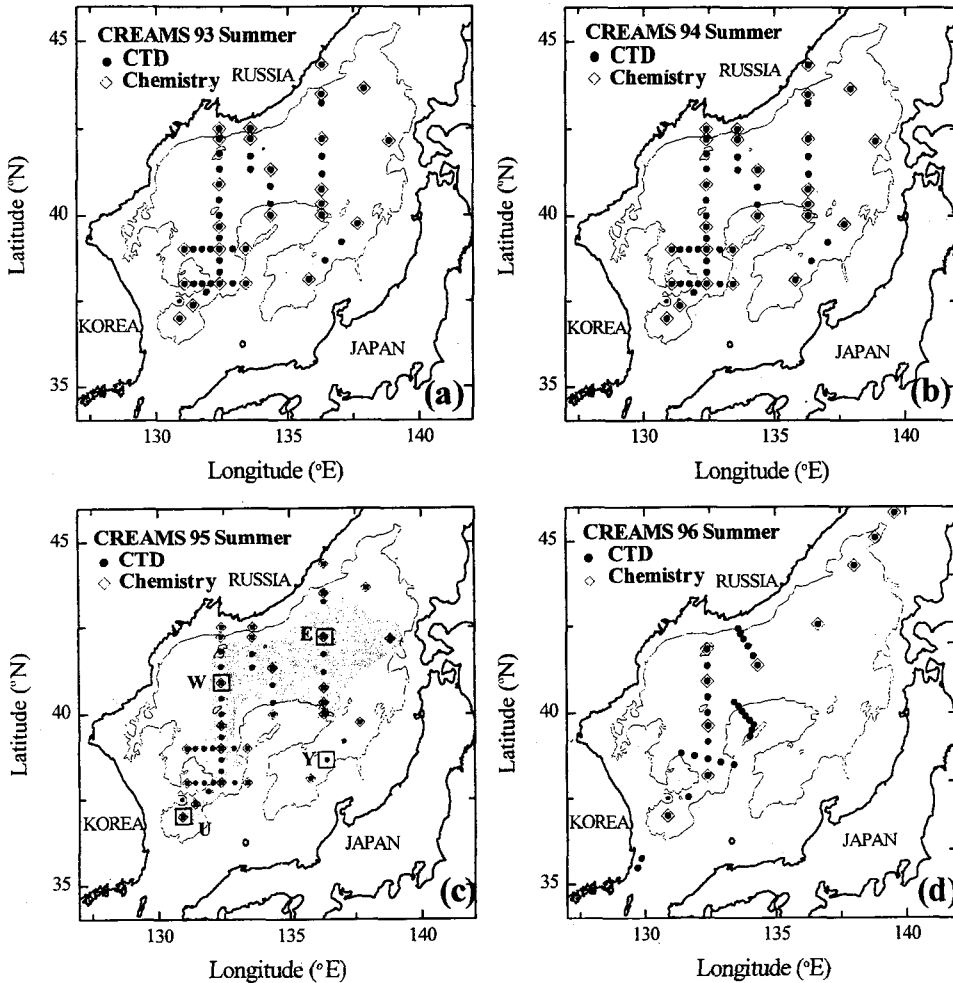 CREAMS 93 Summer
CTD
Chemistry
RUSSIA
KOREA
JAPAN
(a)
45
40
35
Latitude (°N)
130
135
140
Longitude (°E)
CREAMS 94 Summer
CTD
Chemistry
RUSSIA
KOREA
JAPAN
(b)
45
40
35
Latitude (°N)
130
135
140
Longitude (°E)
CREAMS 95 Summer
CTD
Chemistry
RUSSIA
E
W
Y
U
KOREA
JAPAN
(c)
45
40
35
Latitude (°N)
130
135
140
Longitude (°E)
CREAMS 96 Summer
CTD
Chemistry
RUSSIA
KOREA
JAPAN
(d)
45
40
35
Latitude (°N)
130
135
140
Longitude (°E)